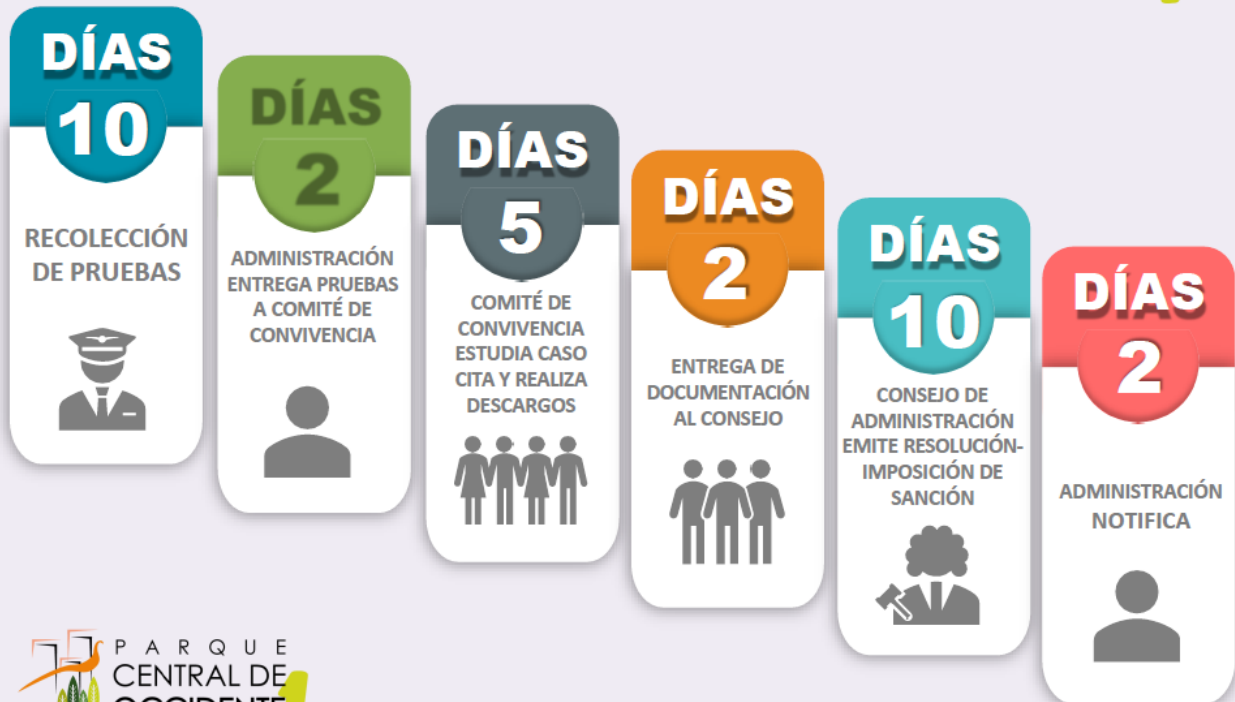 DÍAS
10
RECOLECCIÓN
DE PRUEBAS
DÍAS
2
ADMINISTRACIÓN
ENTREGA PRUEBAS
A COMITÉ DE
CONVIVENCIA
DÍAS
5
COMITÉ DE
CONVIVENCIA
ESTUDIA CASO
CITA Y REALIZA
DESCARGOS
DÍAS
2
ENTREGA DE
DOCUMENTACIÓN
AL CONSEJO
DÍAS
10
CONSEJO DE
ADMINISTRACIÓN
EMITE RESOLUCIÓN-
IMPOSICIÓN DE
SANCIÓN
DÍAS
2
ADMINISTRACIÓN
NOTIFICA
PARQUE
CENTRAL DE
OCCIDENTE